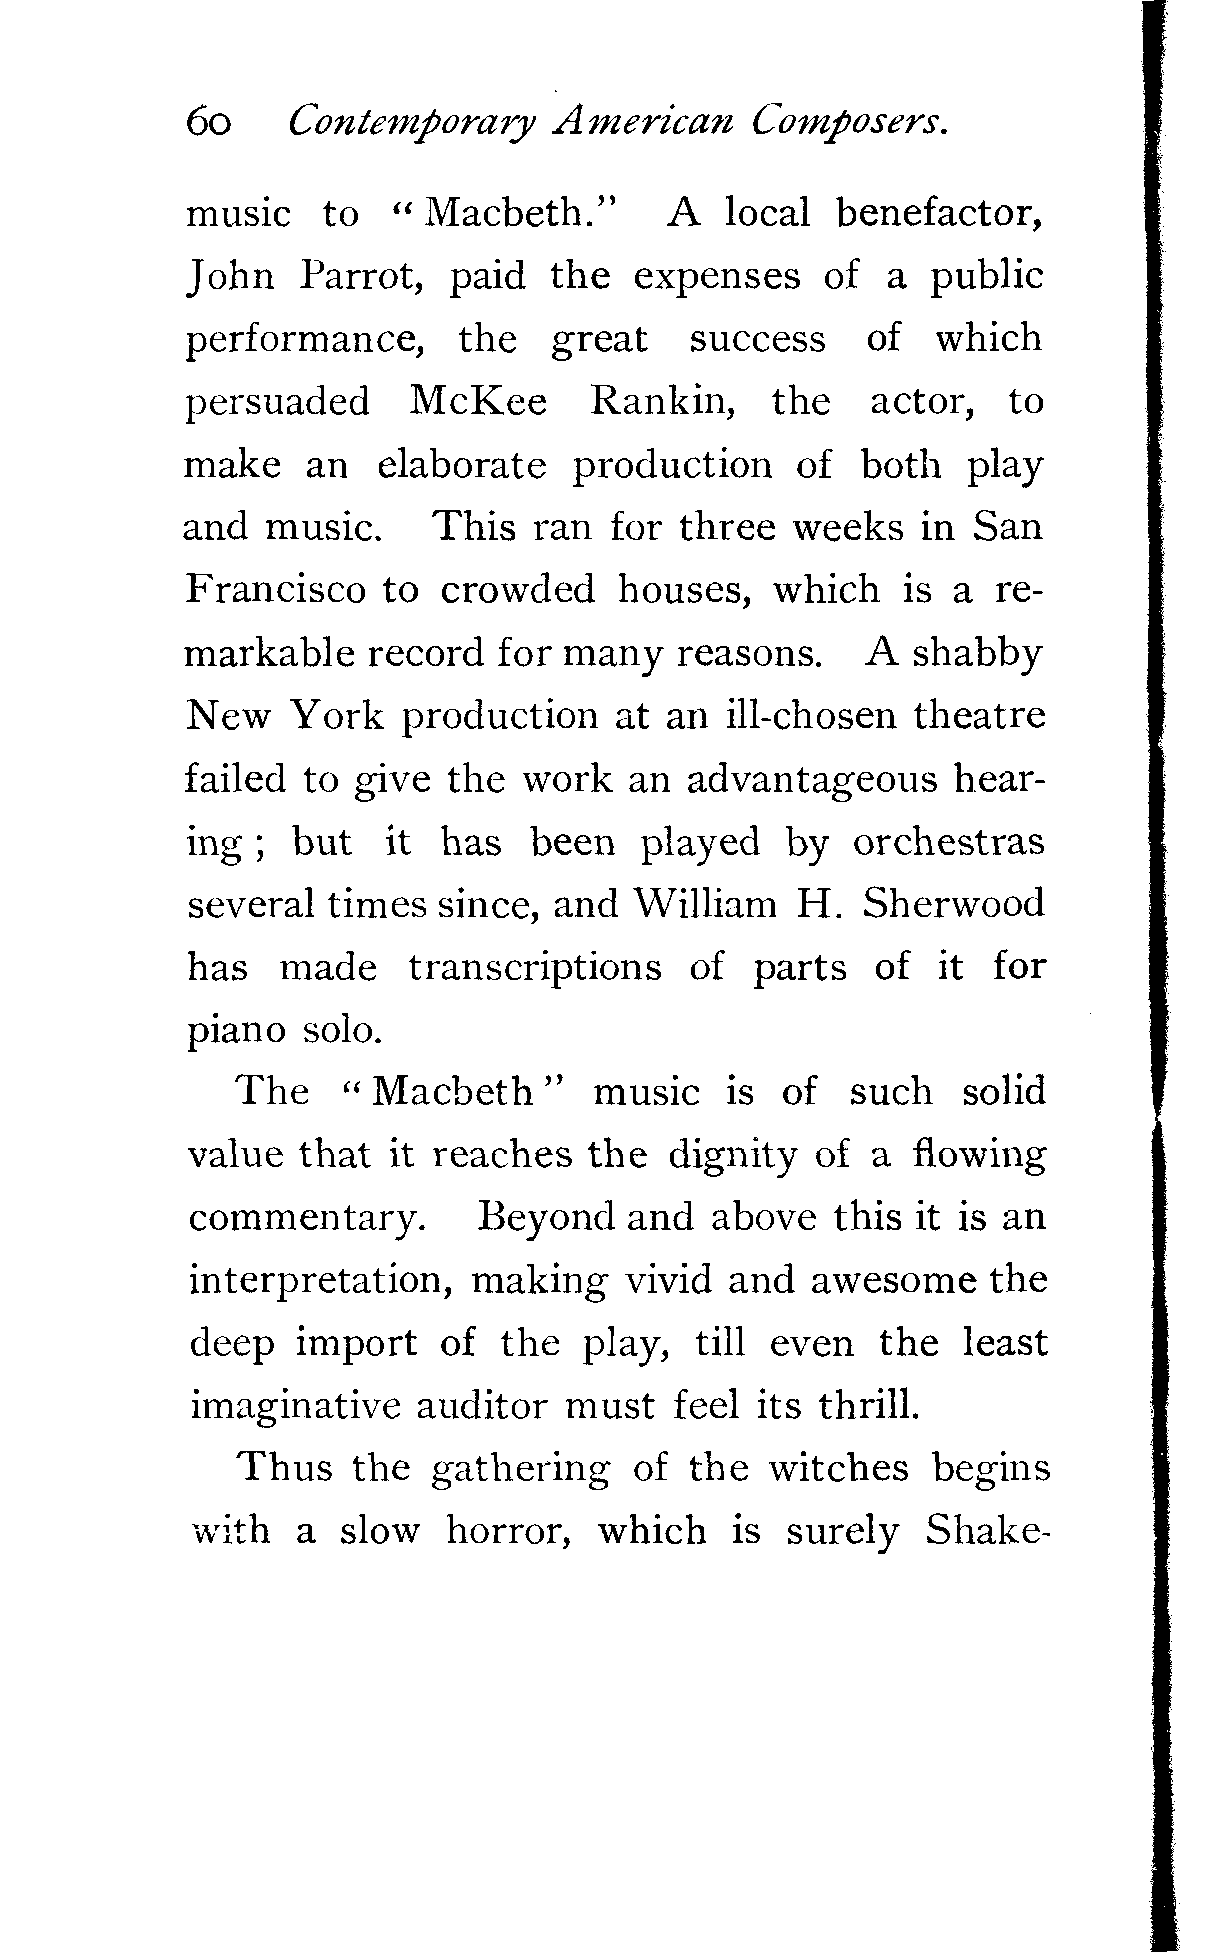 60 Contemporary American Composers.
music to “ Macbeth.” A local benefactor,
John Parrot, paid the expenses of a public
performance, the great success of which
persuaded McKee Rankin, the actor, to
make an elaborate production of both play
and music. This ran for three weeks in San
Francisco to crowded houses, which is a re-
markable record for many reasons. A shabby
New York production at an ill-chosen theatre
failed to give the work an advantageous hear-
ing ; but it has been played by orchestras
several times since, and William H. Sherwood
has made transcriptions of parts of it for
piano solo.
The “ Macbeth ” music is of such solid
value that it reaches the dignity of a flowing
commentary. Beyond and above this it is an
interpretation, making vivid and awesome the
deep import of the play, till even the least
imaginative auditor must feel its thrill.
Thus the gathering of the witches begins
with a slow horror, which is surely Shake-